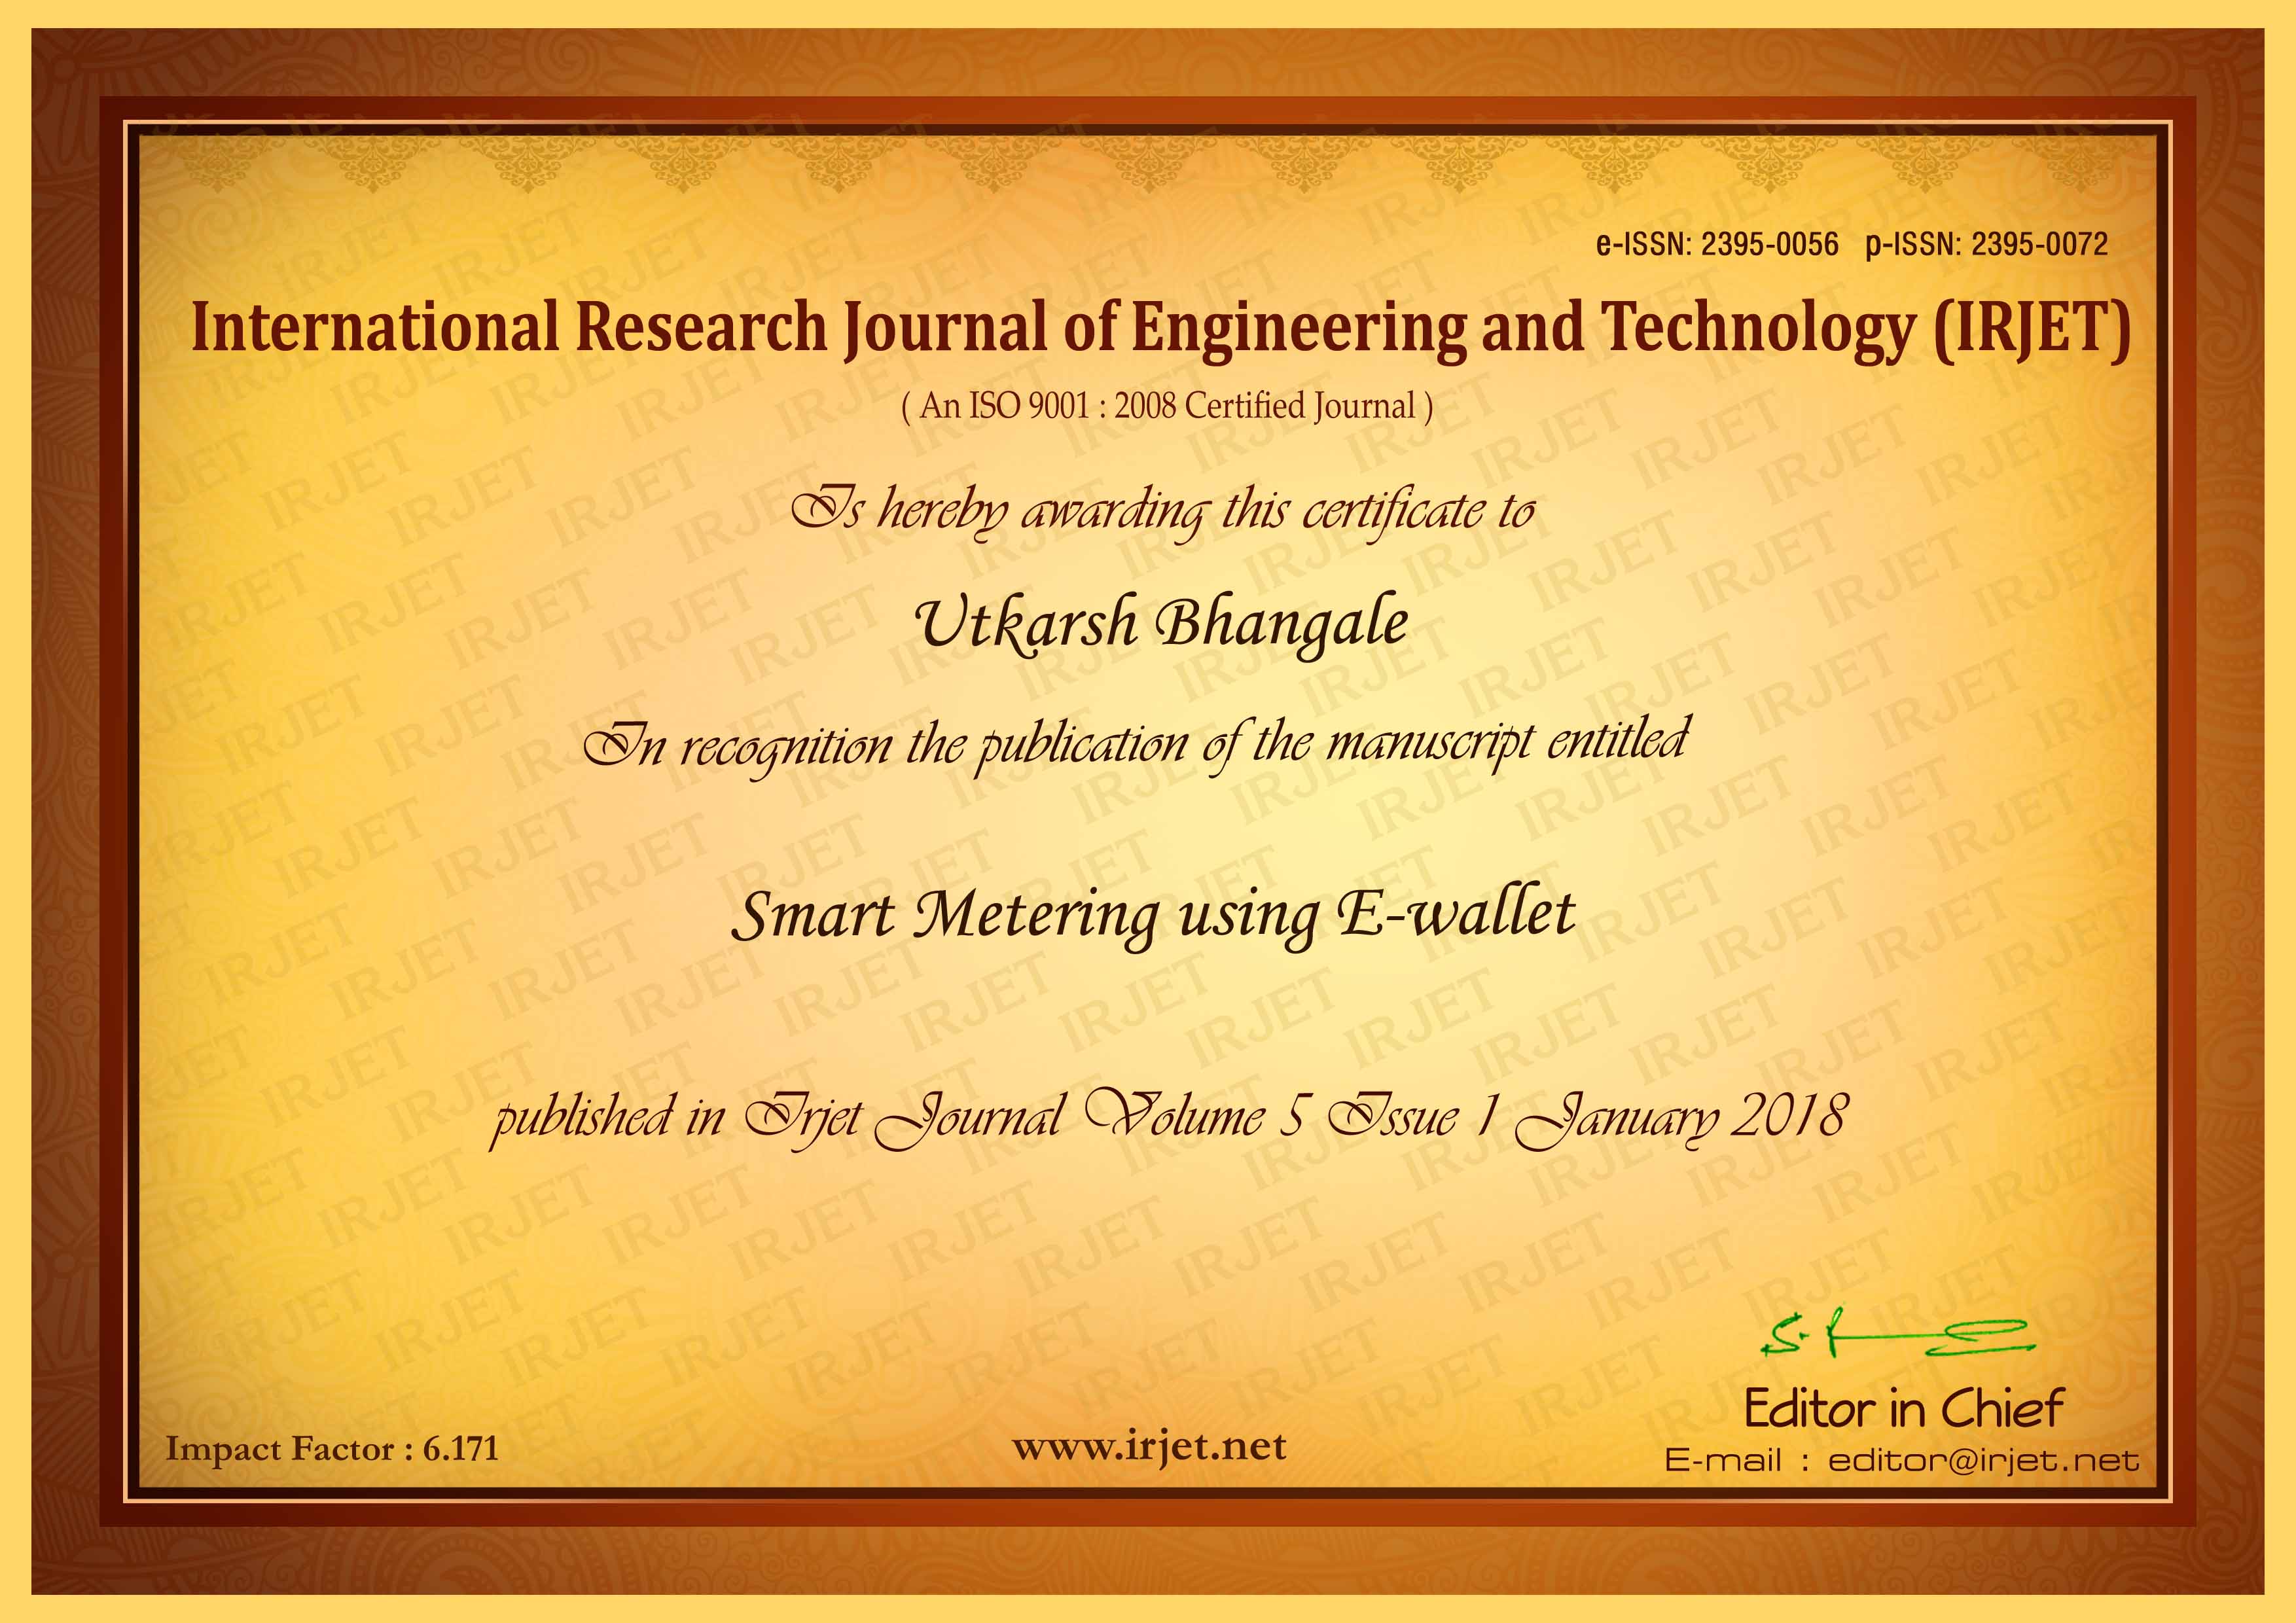 e-ISSN: 2395-0056 p-ISSN: 2395-0072
International Research Journal of Engineering and Technology (IRJET)
( An ISO 9001 : 2008 Certified Journal )
Is hereby awarding this certificate to
Utkarsh Bhangale
In recognition the publication of the manuscript entitled
Smart Metering using E-wallet
published in Irjet Journal Volume 5 Issue 1 January 2018
Editor in Chief
Impact Factor : 6.171
www.irjet.net
E-mail : editor@irjet.net